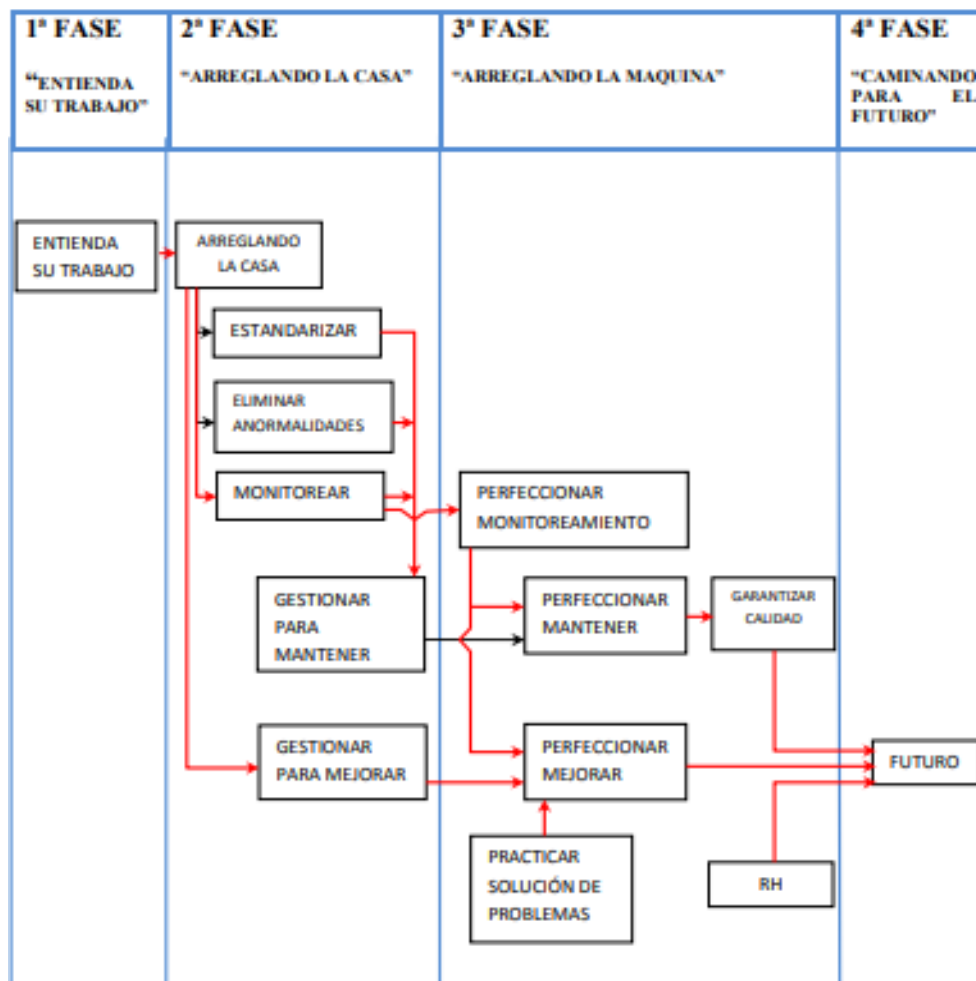 1ª FASE
“ENTIENDA
SU TRABAJO”
2ª FASE
“ARREGLANDO LA CASA”
3ª FASE
“ARREGLANDO LA MAQUINA”
4ª FASE
“CAMINANDO
PARA EL
FUTURO”
ENTIENDA
SU TRABAJO
ARREGLANDO
LA CASA
ESTANDARIZAR
ELIMINAR
ANORMALIDADES
MONITOREAR
PERFECCIONAR
MONITOREAMIENTO
GESTIONAR
PARA
MANTENER
PERFECCIONAR
MANTENER
GARANTIZAR
CALIDAD
GESTIONAR
PARA MEJORAR
PERFECCIONAR
MEJORAR
FUTURO
PRACTICAR
SOLUCIÓN DE
PROBLEMAS
RH